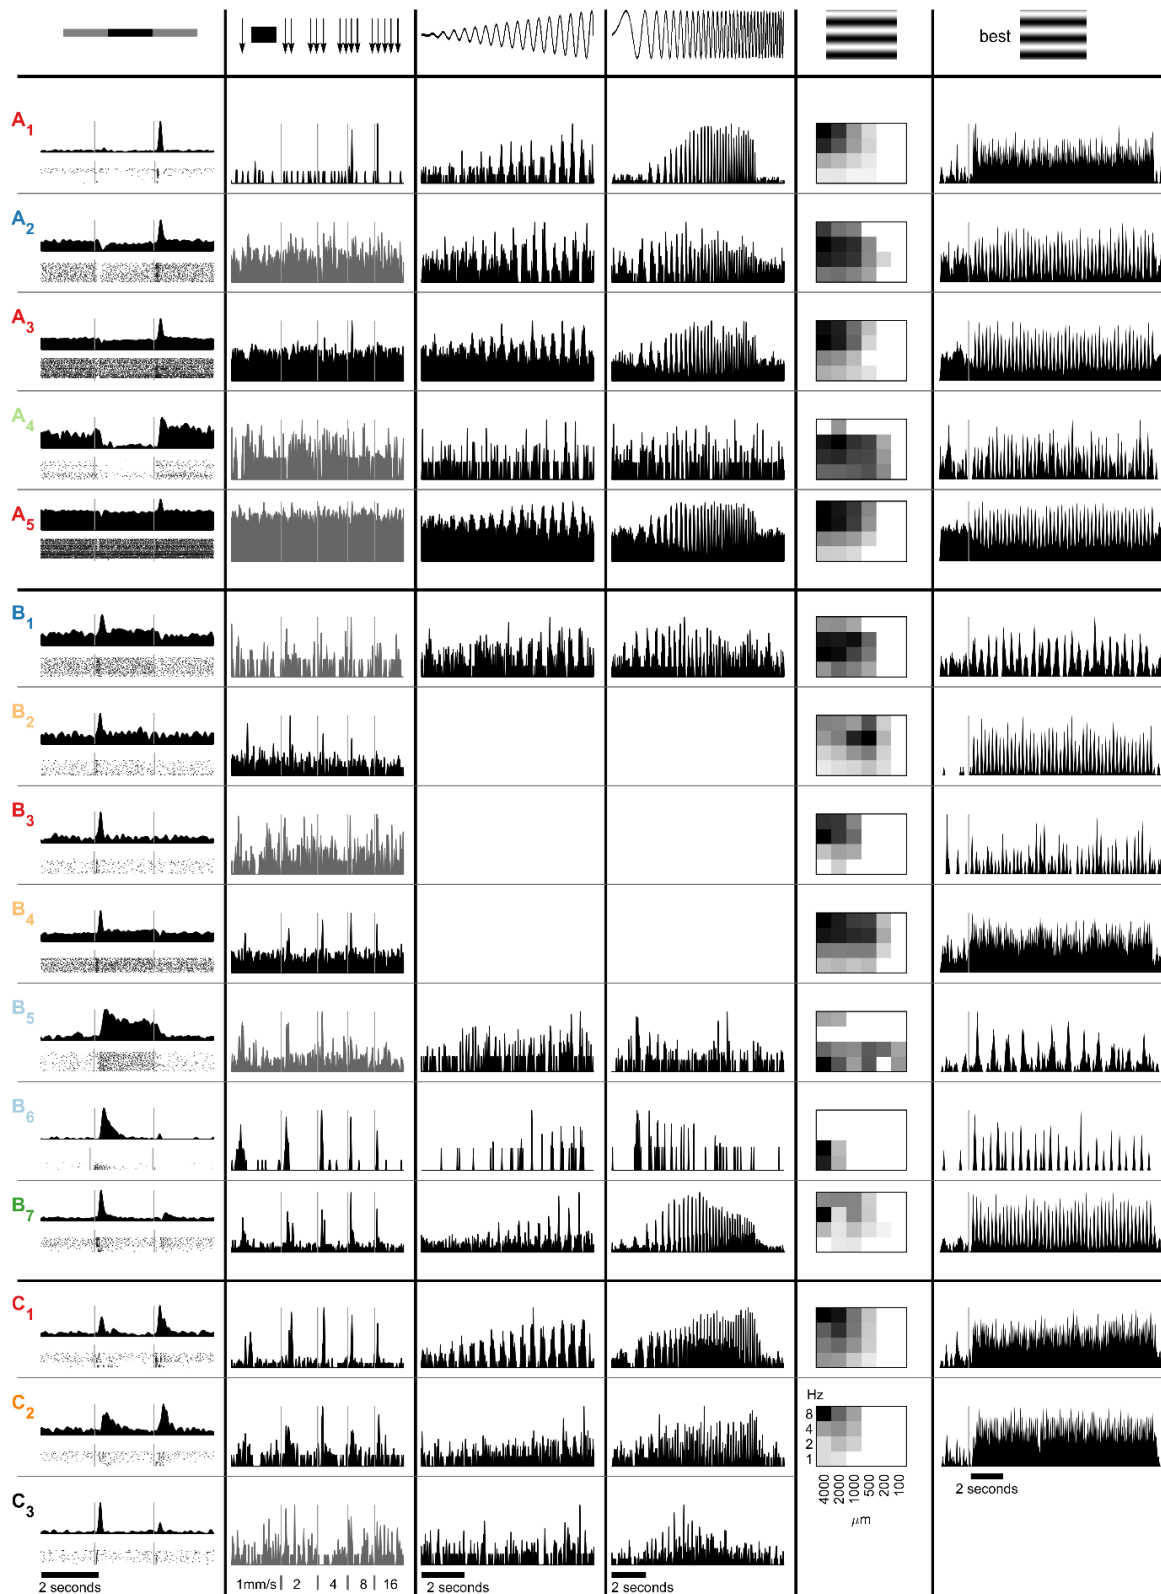 best
A1
A2
A3
A4
A5
B1
B2
B3
B4
B5
B6
B7
C1
C2
Hz
8
4
2
1
4000
2000
1000
500
200
100
μm
2 seconds
C3
2 seconds
1mm/s | 2 | 4 | 8 | 16
2 seconds
2 seconds